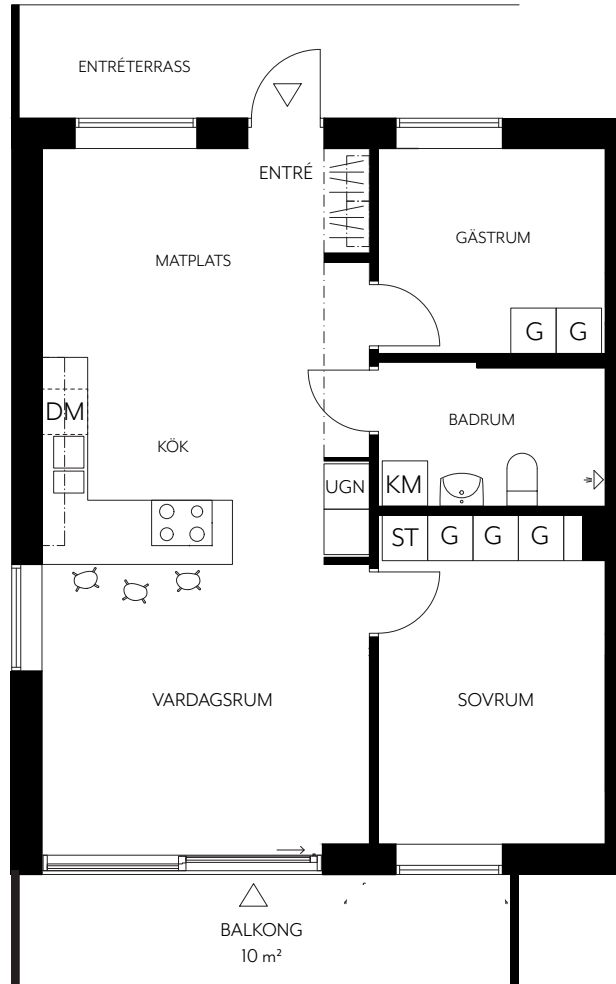 ENTRÉTERRASS
ENTRÉ
MATPLATS
GÄSTRUM
G G
DM
KÖK
BADRUM
UGN
KM
ST G G G
VARDAGSRUM
SOVRUM
BALKONG
10 m²